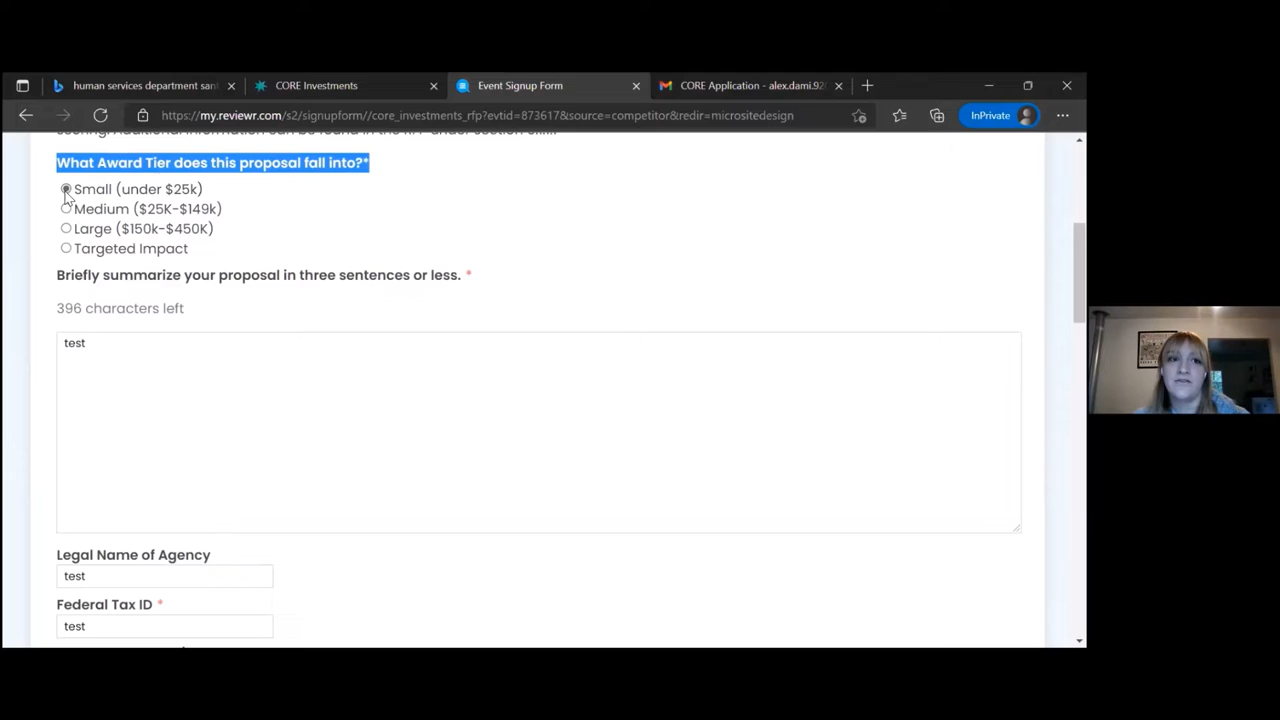 human services department sant
CORE Investments
Event Signup Form
CORE Application - alex.dami.92
https://my.reviewr.com/s2/signupform//core_investments_rfp?evtid=873617&source=competitor&redir=micrositedesign
InPrivate
What Award Tier does this proposal fall into?*
Small (under $25k)
Medium ($25K-$149k)
Large ($150k-$450K)
Targeted Impact
Briefly summarize your proposal in three sentences or less. *
396 characters left
test
Legal Name of Agency
test
Federal Tax ID *
test